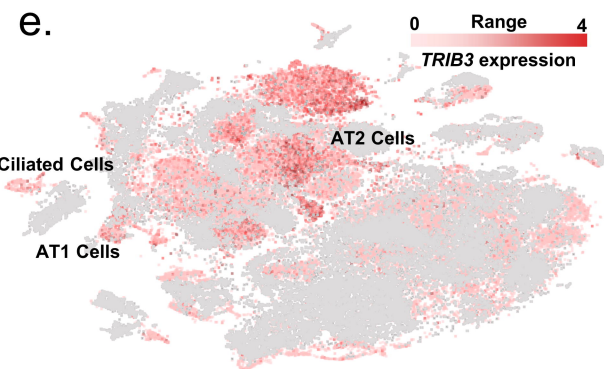 e.
0 Range 4
TRIB3 expression
AT2 Cells
Ciliated Cells
AT1 Cells